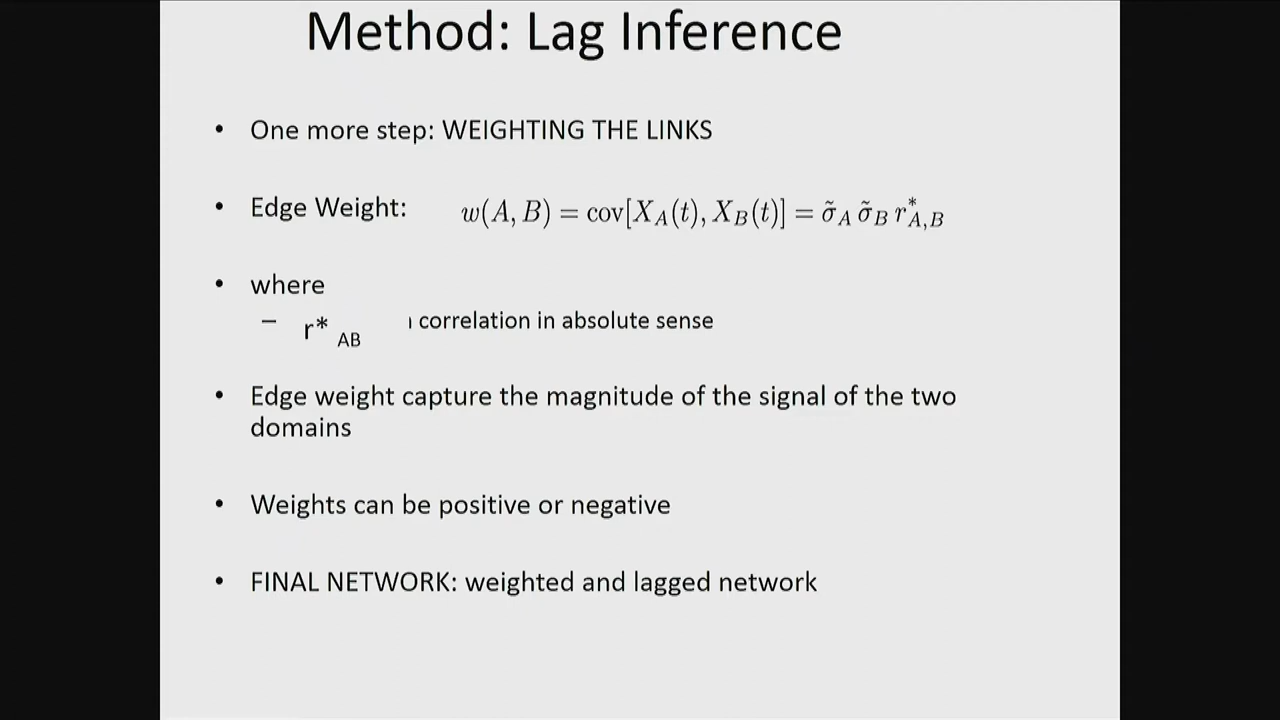 Method: Lag Inference
• One more step: WEIGHTING THE LINKS
• Edge Weight: w(A, B) = cov[X_A(t), X_B(t)] = σ̃_A σ̃_B r*_{A,B}
• where
– r* AB correlation in absolute sense
• Edge weight capture the magnitude of the signal of the two
domains
• Weights can be positive or negative
• FINAL NETWORK: weighted and lagged network